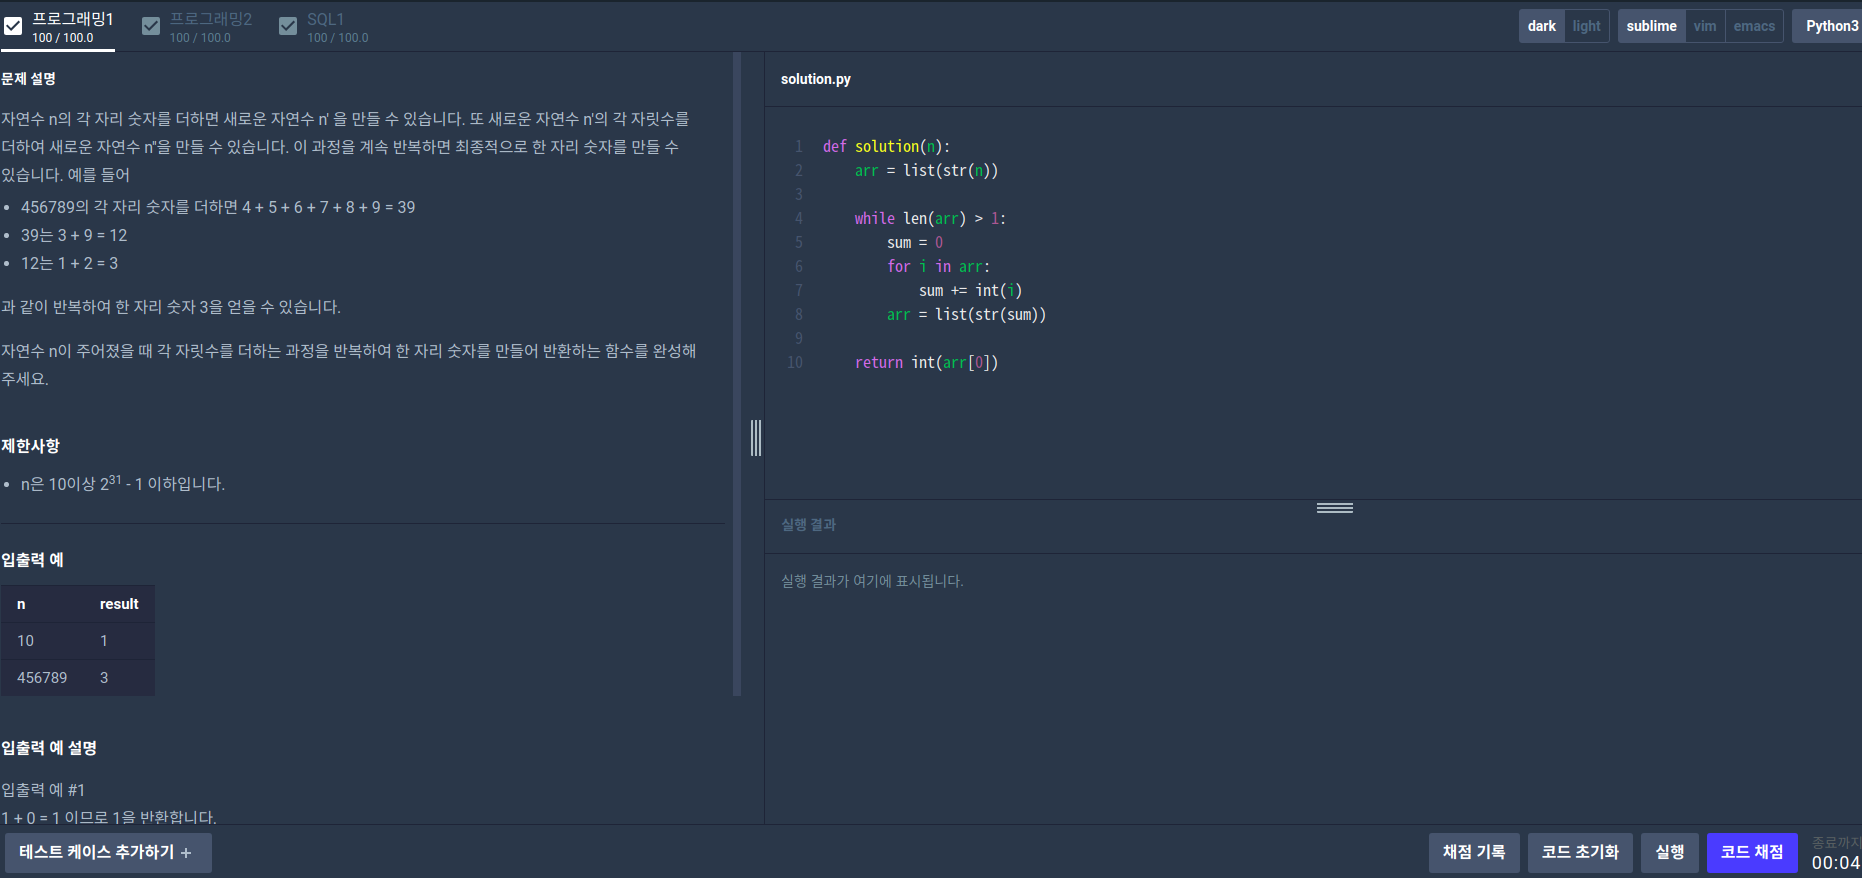 프로그래밍1
100 / 100.0
프로그래밍2
100 / 100.0
SQL1
100 / 100.0
dark light sublime vim emacs Python3
문제 설명
자연수 n의 각 자리 숫자를 더하면 새로운 자연수 n' 을 만들 수 있습니다. 또 새로운 자연수 n'의 각 자릿수를
더하여 새로운 자연수 n''을 만들 수 있습니다. 이 과정을 계속 반복하면 최종적으로 한 자리 숫자를 만들 수
있습니다. 예를 들어
• 456789의 각 자리 숫자를 더하면 4 + 5 + 6 + 7 + 8 + 9 = 39
• 39는 3 + 9 = 12
• 12는 1 + 2 = 3
과 같이 반복하여 한 자리 숫자 3을 얻을 수 있습니다.
자연수 n이 주어졌을 때 각 자릿수를 더하는 과정을 반복하여 한 자리 숫자를 만들어 반환하는 함수를 완성해
주세요.
제한사항
• n은 10이상 2^31 - 1 이하입니다.
입출력 예
n result
10 1
456789 3
입출력 예 설명
입출력 예 #1
1 + 0 = 1 이므로 1을 반환합니다.
solution.py
1 def solution(n):
2     arr = list(str(n))
3
4     while len(arr) > 1:
5         sum = 0
6         for i in arr:
7             sum += int(i)
8         arr = list(str(sum))
9
10     return int(arr[0])
실행 결과
실행 결과가 여기에 표시됩니다.
테스트 케이스 추가하기 +
채점 기록
코드 초기화
실행
코드 채점
종료까지
00:04